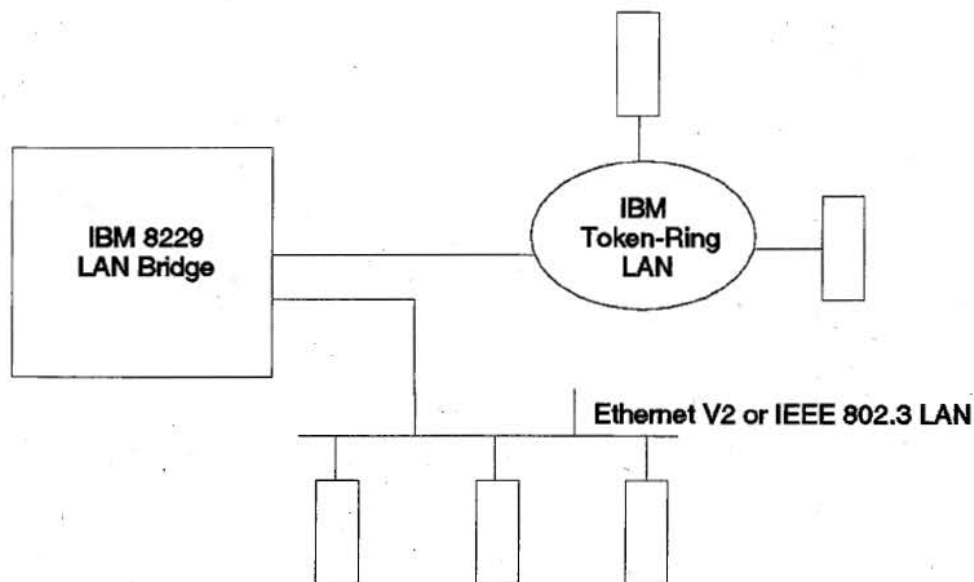 IBM 8229
LAN Bridge
IBM
Token-Ring
LAN
Ethernet V2 or IEEE 802.3 LAN